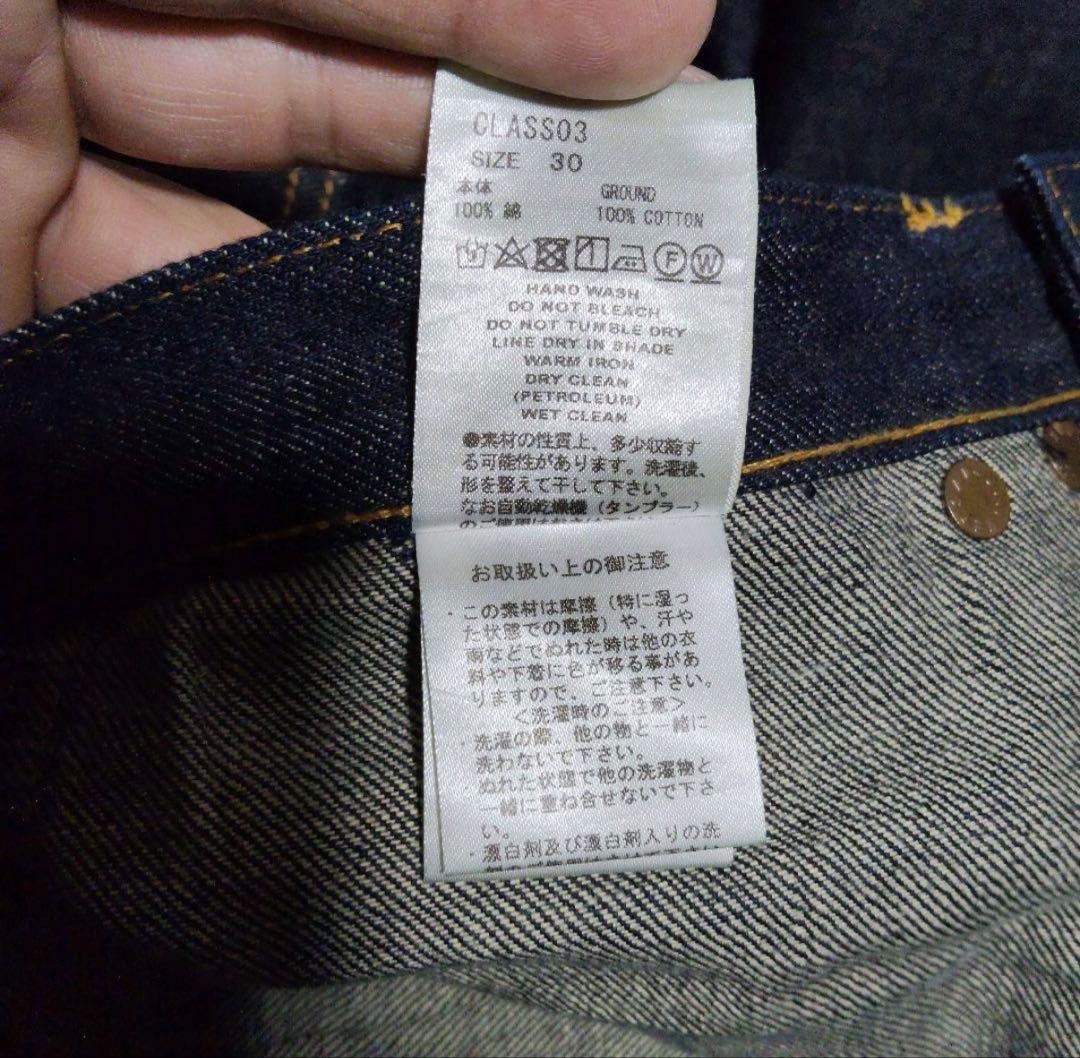 CLASS03
SIZE 30
本体 GROUND
100% 綿 100% COTTON
F W
HAND WASH
DO NOT BLEACH
DO NOT TUMBLE DRY
LINE DRY IN SHADE
WARM IRON
DRY CLEAN
(PETROLEUM)
WET CLEAN
●素材の性質上、多少収縮す
る可能性があります。洗濯後、
形を整えて干して下さい。
なお自動乾燥機（タンブラー）
お取扱い上の御注意
・この素材は摩擦（特に湿っ
た状態での摩擦）や、汗や
雨などでぬれた時は他の衣
料や下着に色が移る事があ
りますので、ご注意下さい。
＜洗濯時のご注意＞
・洗濯の際、他の物と一緒に
洗わないで下さい。
・ぬれた状態で他の洗濯物と
一緒に重ね合せないで下さ
い。
・漂白剤及び漂白剤入りの洗